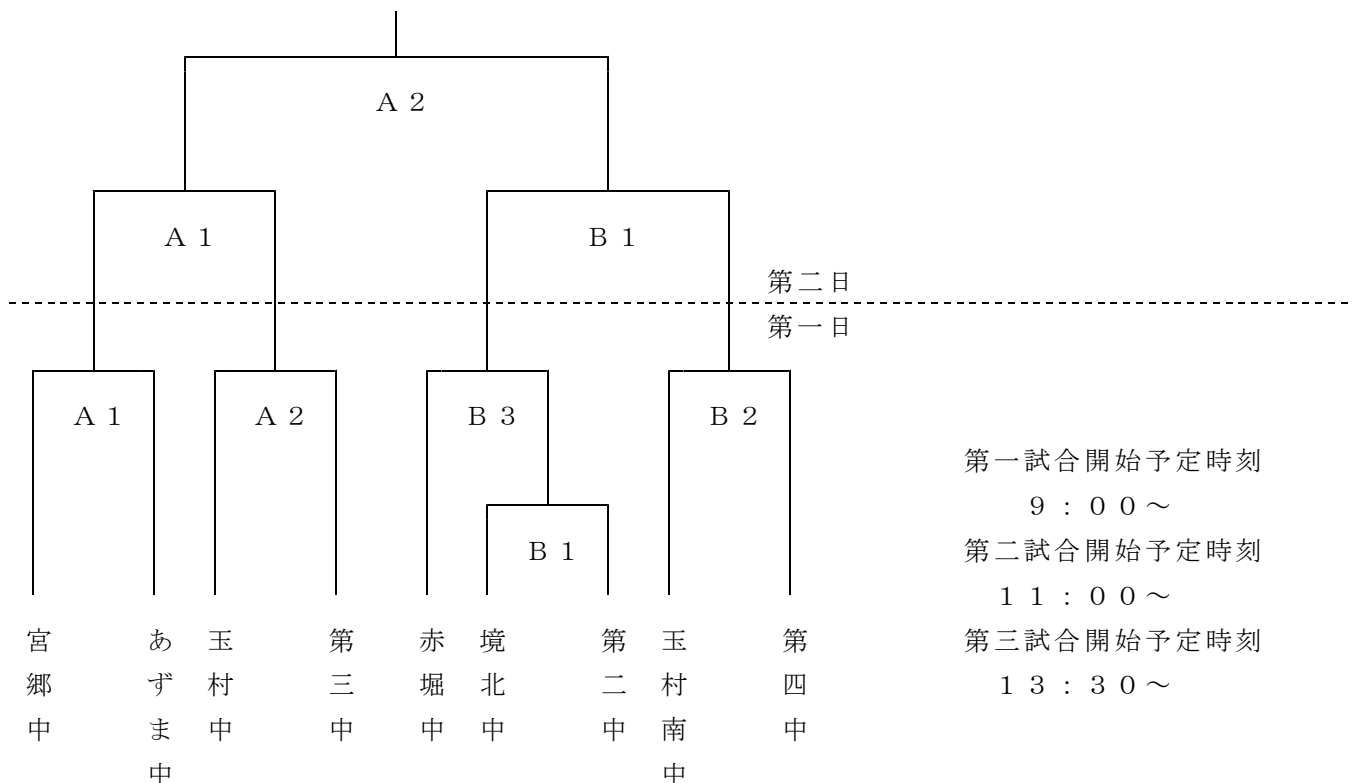 A 2
A 1
B 1
第二日
第一日
A 1
A 2
B 3
B 2
B 1
第一試合開始予定時刻
9：00～
第二試合開始予定時刻
11：00～
第三試合開始予定時刻
13：30～
宮郷中
あずま中
玉村中
第三中
赤堀中
境北中
第二中
玉村南中
第四中